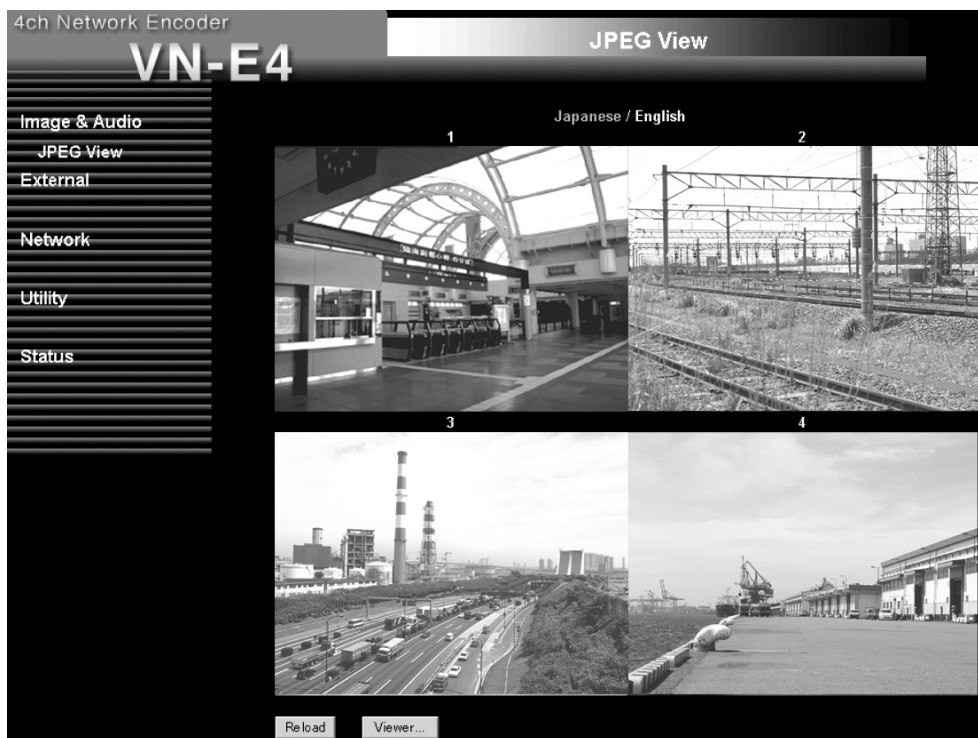 4ch Network Encoder
VN-E4
JPEG View
Image & Audio
JPEG View
External
Network
Utility
Status
Japanese / English
1
2
3
4
Reload
Viewer...